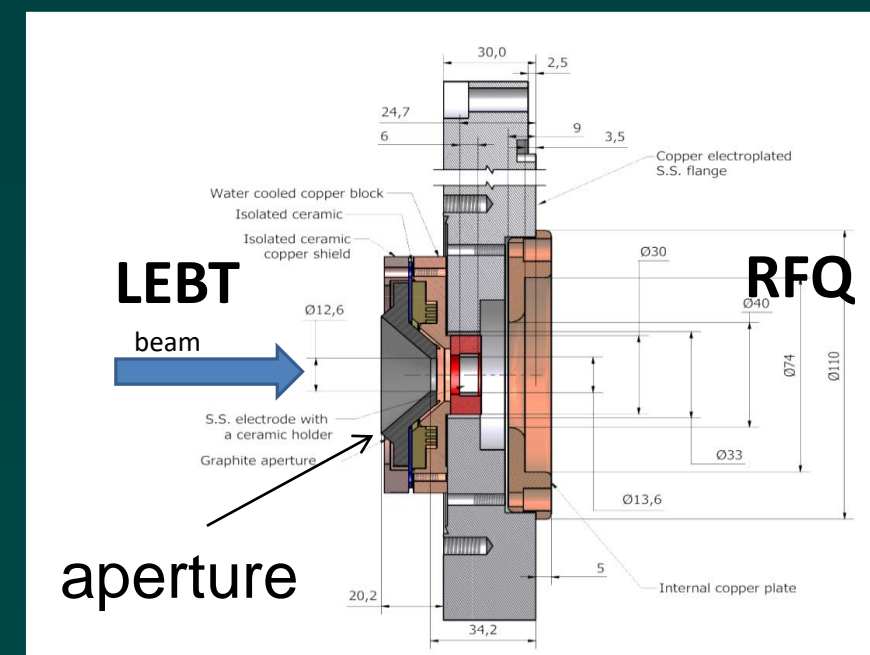 30,0
2,5
24,7
9
6
3,5
Copper electroplated
S.S. flange
Water cooled copper block
Isolated ceramic
Isolated ceramic
copper shield
Ø30
LEBT
RFQ
Ø12,6
Ø40
beam
Ø74
Ø110
S.S. electrode with
a ceramic holder
Graphite aperture
Ø33
Ø13,6
aperture
5
Internal copper plate
20,2
34,2